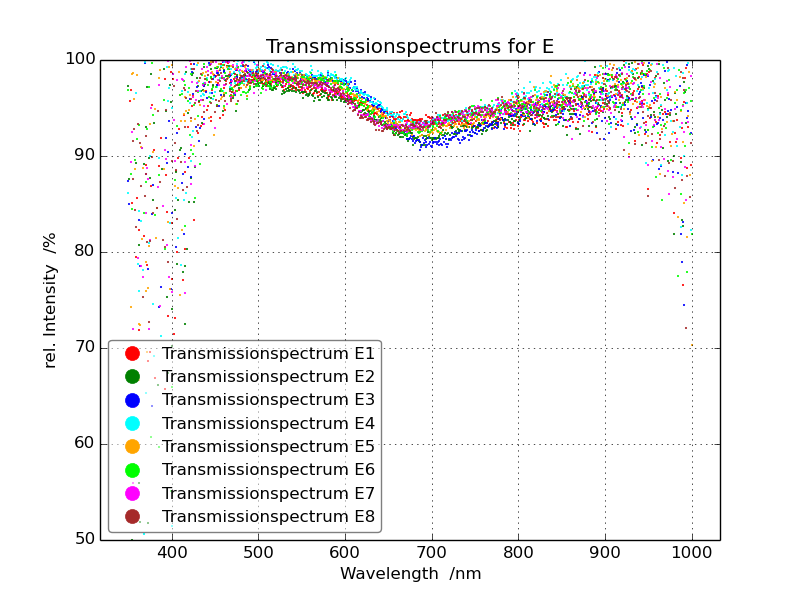 Transmissionspectrums for E
100
90
80
70
60
50
rel. Intensity /%
Transmissionspectrum E1
Transmissionspectrum E2
Transmissionspectrum E3
Transmissionspectrum E4
Transmissionspectrum E5
Transmissionspectrum E6
Transmissionspectrum E7
Transmissionspectrum E8
400 500 600 700 800 900 1000
Wavelength /nm